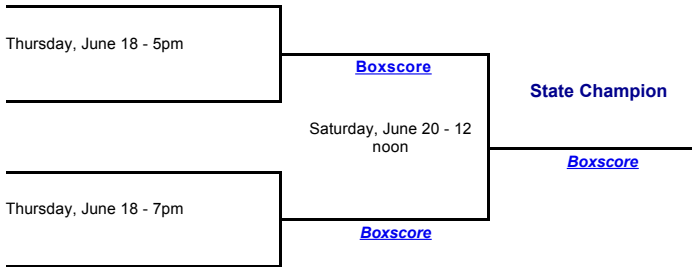 Thursday, June 18 - 5pm
Boxscore
State Champion
Saturday, June 20 - 12
noon
Boxscore
Thursday, June 18 - 7pm
Boxscore